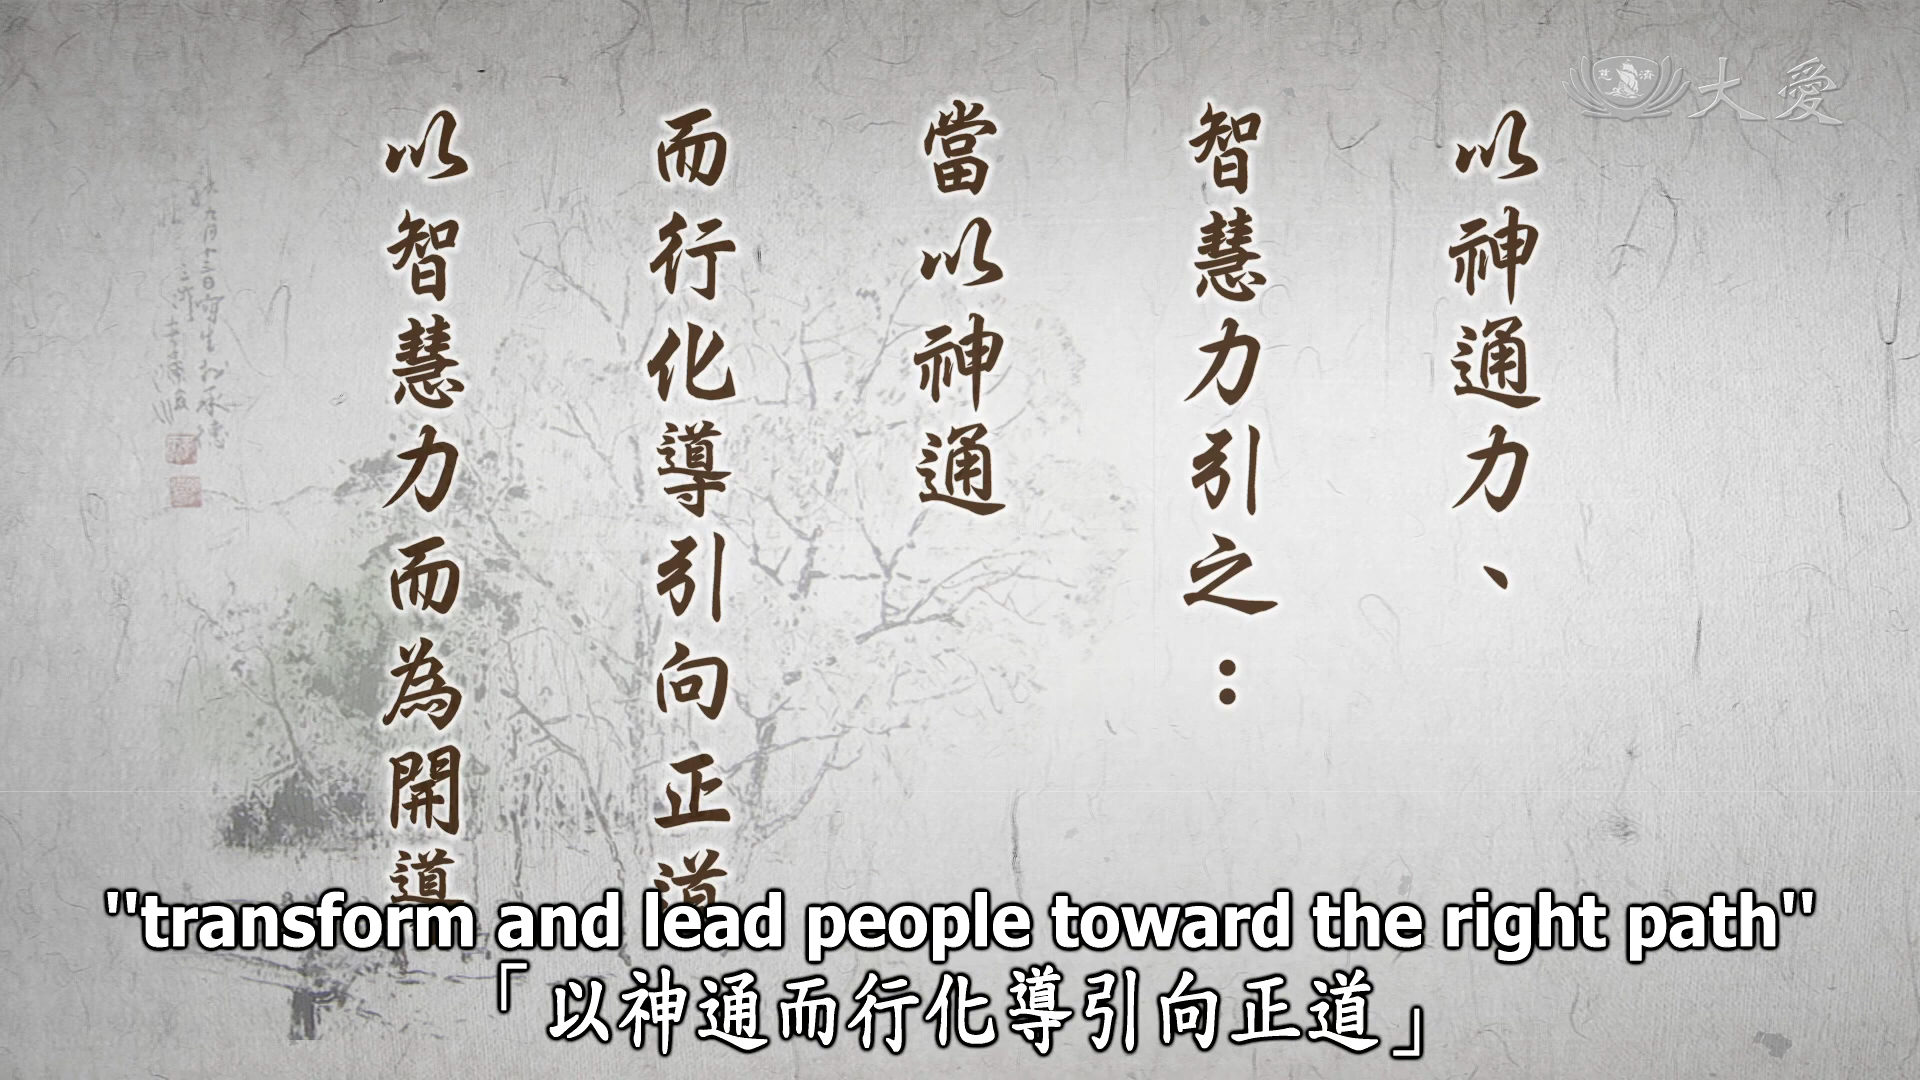 大愛
慈濟
以神通力、
智慧力引之：
當以神通
而行化導引向正道
以智慧力而為開道
"transform and lead people toward the right path"
「以神通而行化導引向正道」